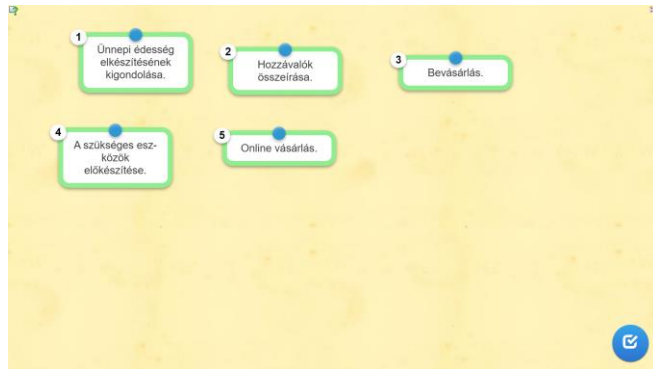 1
Ünnepi édesség
elkészítésének
kigondolása.
2
Hozzávalók
összeírása.
3
Bevásárlás.
4
A szükséges esz-
közök
előkészítése.
5
Online vásárlás.